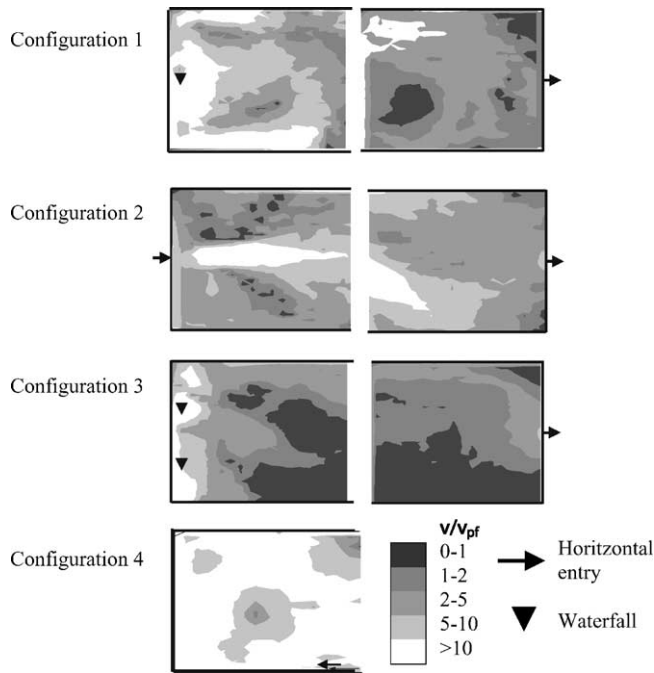 Configuration 1
Configuration 2
Configuration 3
Configuration 4
v/vpf
0-1
1-2
2-5
5-10
>10
Horitzontal
entry
Waterfall